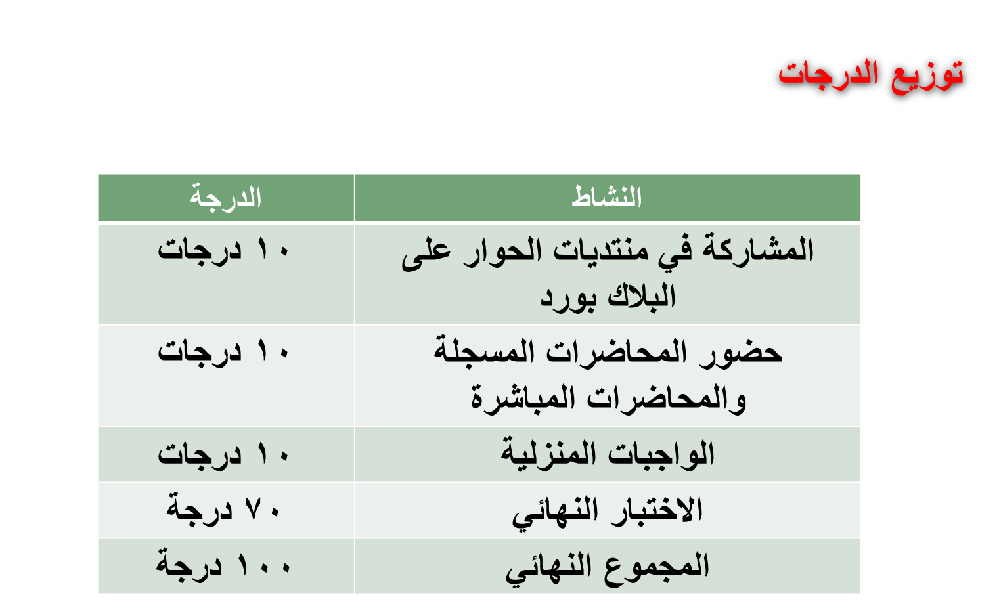 توزيع الدرجات
النشاط	الدرجة
المشاركة في منتديات الحوار على	١٠ درجات
البلاك بورد
حضور المحاضرات المسجلة	١٠ درجات
والمحاضرات المباشرة
الواجبات المنزلية	١٠ درجات
الاختبار النهائي	٧٠ درجة
المجموع النهائي	١٠٠ درجة